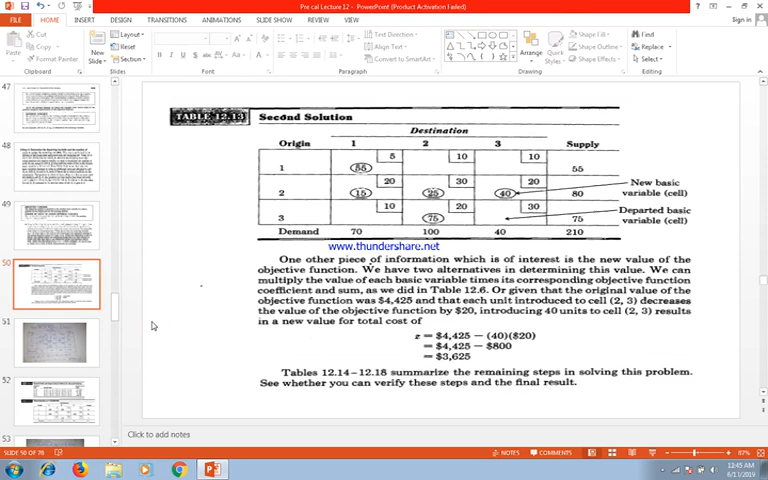 Pre cal Lecture 12 - PowerPoint (Product Activation Failed)
Sign in
FILE HOME INSERT DESIGN TRANSITIONS ANIMATIONS SLIDE SHOW REVIEW VIEW
Cut
Copy
Format Painter
Paste
Clipboard
New Slide
Layout
Reset
Section
Slides
Font
Paragraph
Text Direction
Align Text
Convert to SmartArt
Drawing
Arrange
Quick Styles
Shape Fill
Shape Outline
Shape Effects
Find
Replace
Select
Editing
47
48
49
50
51
52
53
TABLE 12.13 Second Solution
Destination
Origin 1 2 3 Supply
5 10 10
1 55 55
20 30 20
2 15 25 40 80
New basic variable (cell)
10 20 30
3 75 75
Departed basic variable (cell)
Demand 70 100 40 210
www.thundershare.net
One other piece of information which is of interest is the new value of the
objective function. We have two alternatives in determining this value. We can
multiply the value of each basic variable times its corresponding objective function
coefficient and sum, as we did in Table 12.6. Or given that the original value of the
objective function was $4,425 and that each unit introduced to cell (2, 3) decreases
the value of the objective function by $20, introducing 40 units to cell (2, 3) results
in a new value for total cost of
z = $4,425 − (40)($20)
= $4,425 − $800
= $3,625
Tables 12.14–12.18 summarize the remaining steps in solving this problem.
See whether you can verify these steps and the final result.
Click to add notes
SLIDE 50 OF 78
NOTES COMMENTS 87%
12:45 AM
6/17/2019